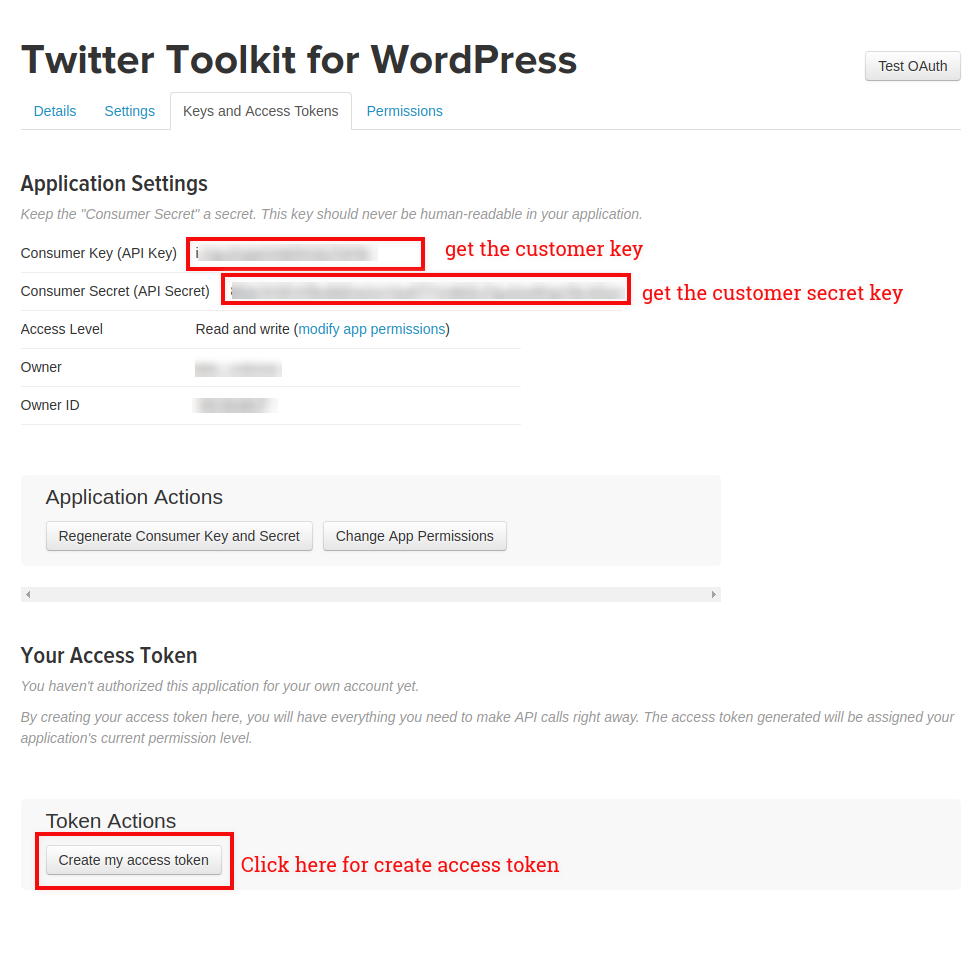 Twitter Toolkit for WordPress
Test OAuth
Details Settings Keys and Access Tokens Permissions
Application Settings
Keep the "Consumer Secret" a secret. This key should never be human-readable in your application.
Consumer Key (API Key) get the customer key
Consumer Secret (API Secret) get the customer secret key
Access Level Read and write (modify app permissions)
Owner
Owner ID
Application Actions
Regenerate Consumer Key and Secret Change App Permissions
Your Access Token
You haven't authorized this application for your own account yet.
By creating your access token here, you will have everything you need to make API calls right away. The access token generated will be assigned your
application's current permission level.
Token Actions
Create my access token Click here for create access token